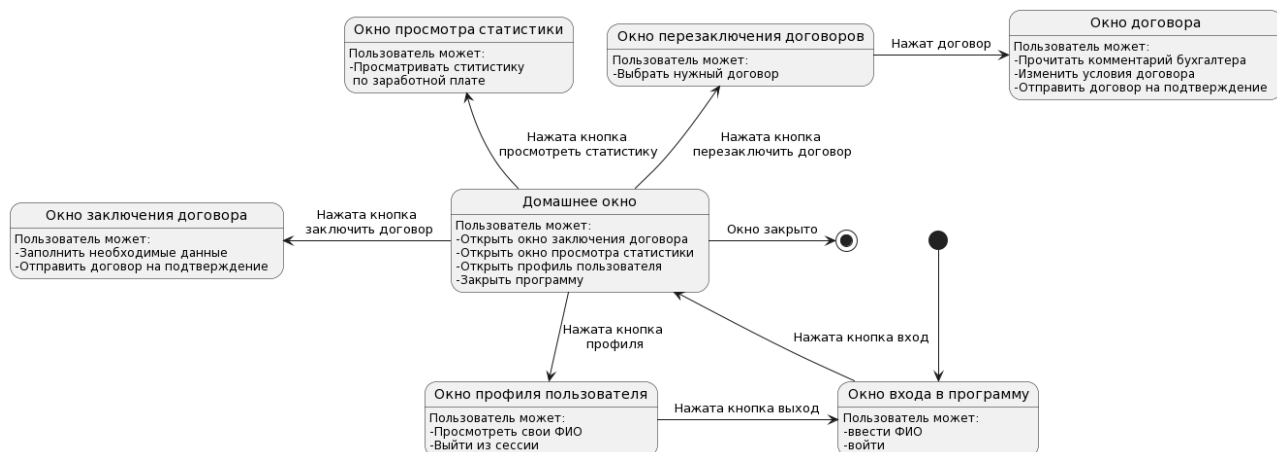 Окно просмотра статистики
Пользователь может:
-Просматривать ститистику
по заработной плате
Окно перезаключения договоров
Пользователь может:
-Выбрать нужный договор
Нажат договор
Окно договора
Пользователь может:
-Прочитать комментарий бухгалтера
-Изменить условия договора
-Отправить договор на подтверждение
Нажата кнопка
просмотреть статистику
Нажата кнопка
перезаключить договор
Окно заключения договора
Пользователь может:
-Заполнить необходимые данные
-Отправить договор на подтверждение
Нажата кнопка
заключить договор
Домашнее окно
Пользователь может:
-Открыть окно заключения договора
-Открыть окно просмотра статистики
-Открыть профиль пользователя
-Закрыть программу
Окно закрыто
Нажата кнопка
профиля
Нажата кнопка вход
Окно профиля пользователя
Пользователь может:
-Просмотреть свои ФИО
-Выйти из сессии
Нажата кнопка выход
Окно входа в программу
Пользователь может:
-ввести ФИО
-войти